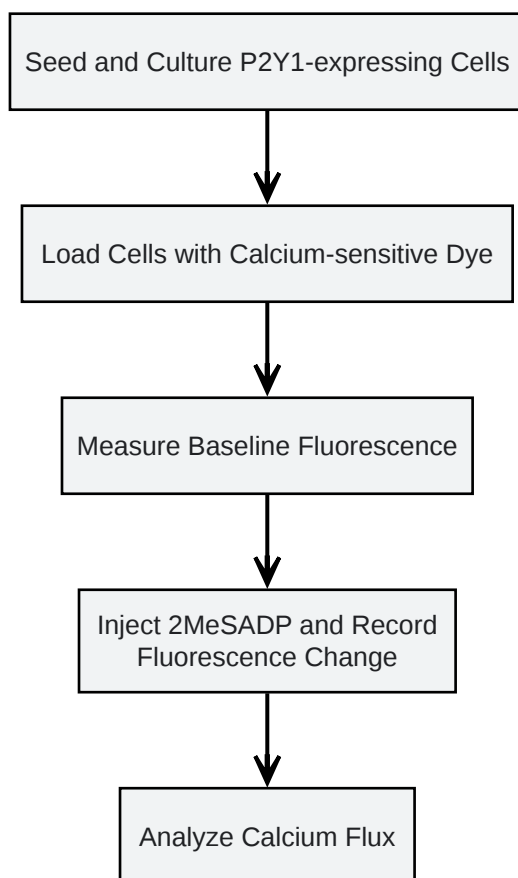 Seed and Culture P2Y1-expressing Cells
Load Cells with Calcium-sensitive Dye
Measure Baseline Fluorescence
Inject 2MeSADP and Record
Fluorescence Change
Analyze Calcium Flux